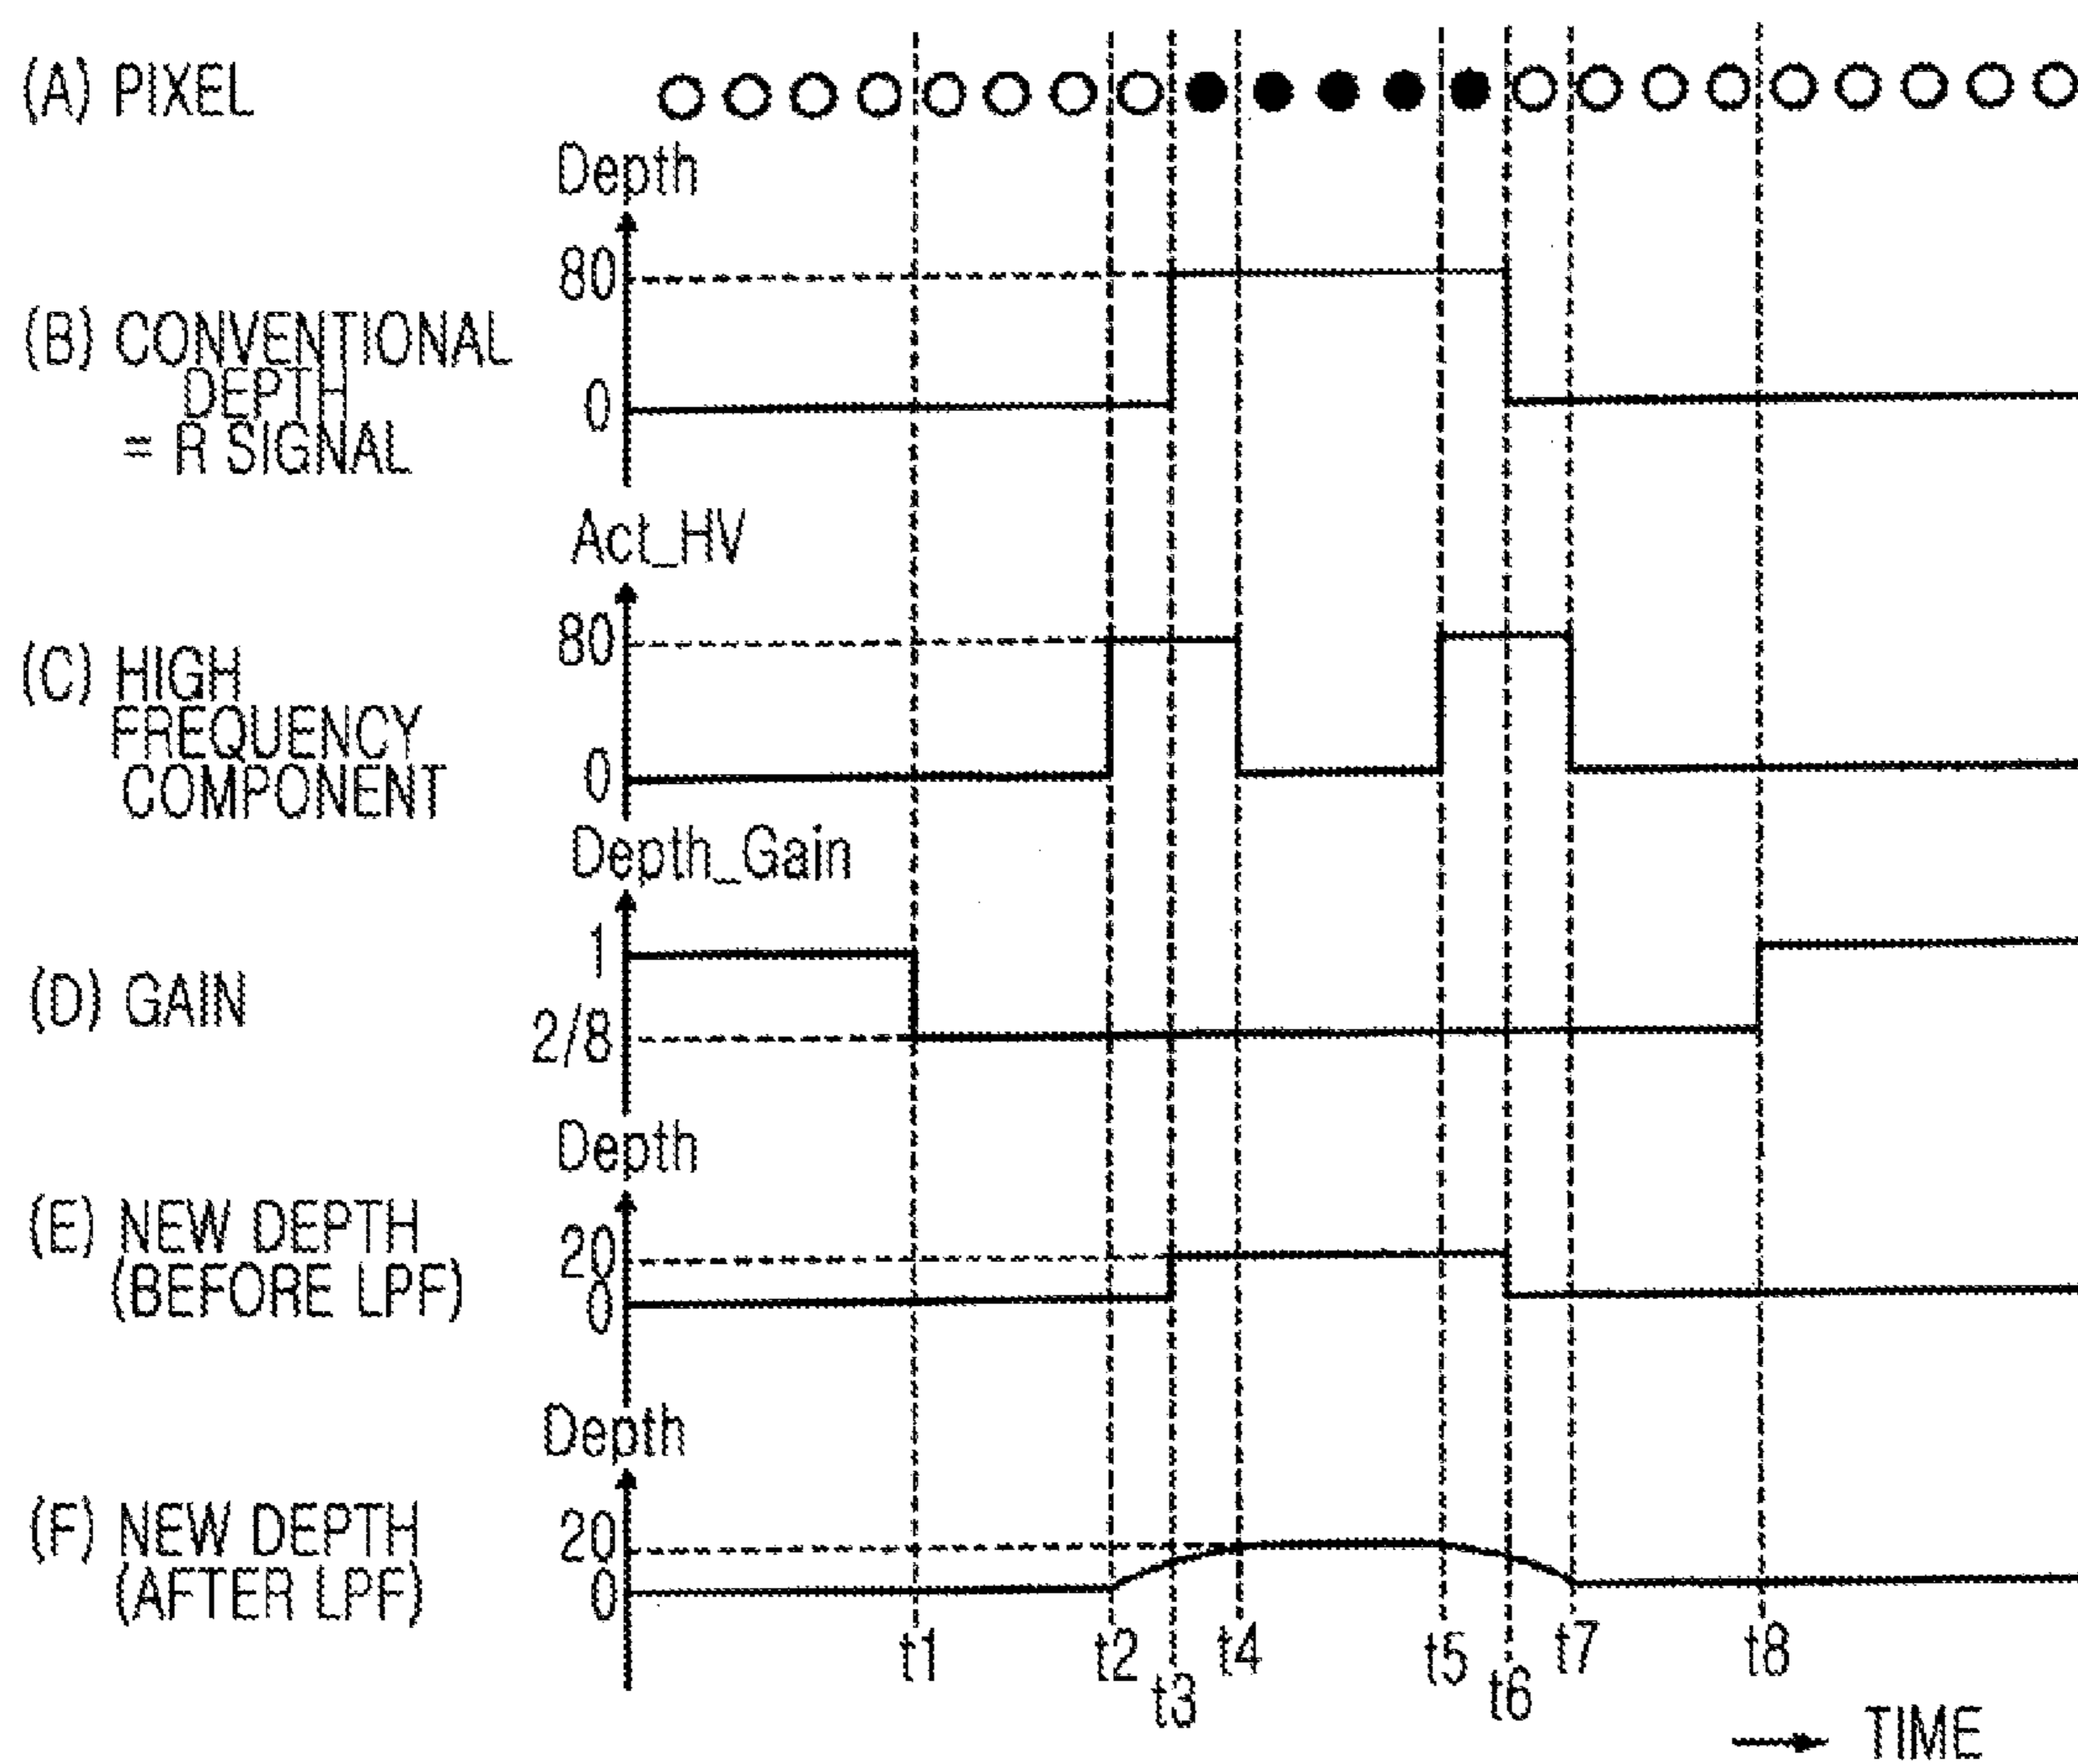 (A) PIXEL
Depth
80
(B) CONVENTIONAL
DEPTH
= R SIGNAL
0
Act_HV
80
(C) HIGH
FREQUENCY
COMPONENT
0
Depth_Gain
1
(D) GAIN
2/8
Depth
(E) NEW DEPTH
(BEFORE LPF)
20
0
Depth
(F) NEW DEPTH
(AFTER LPF)
20
0
t1 t2 t3 t4 t5 t6 t7 t8
TIME